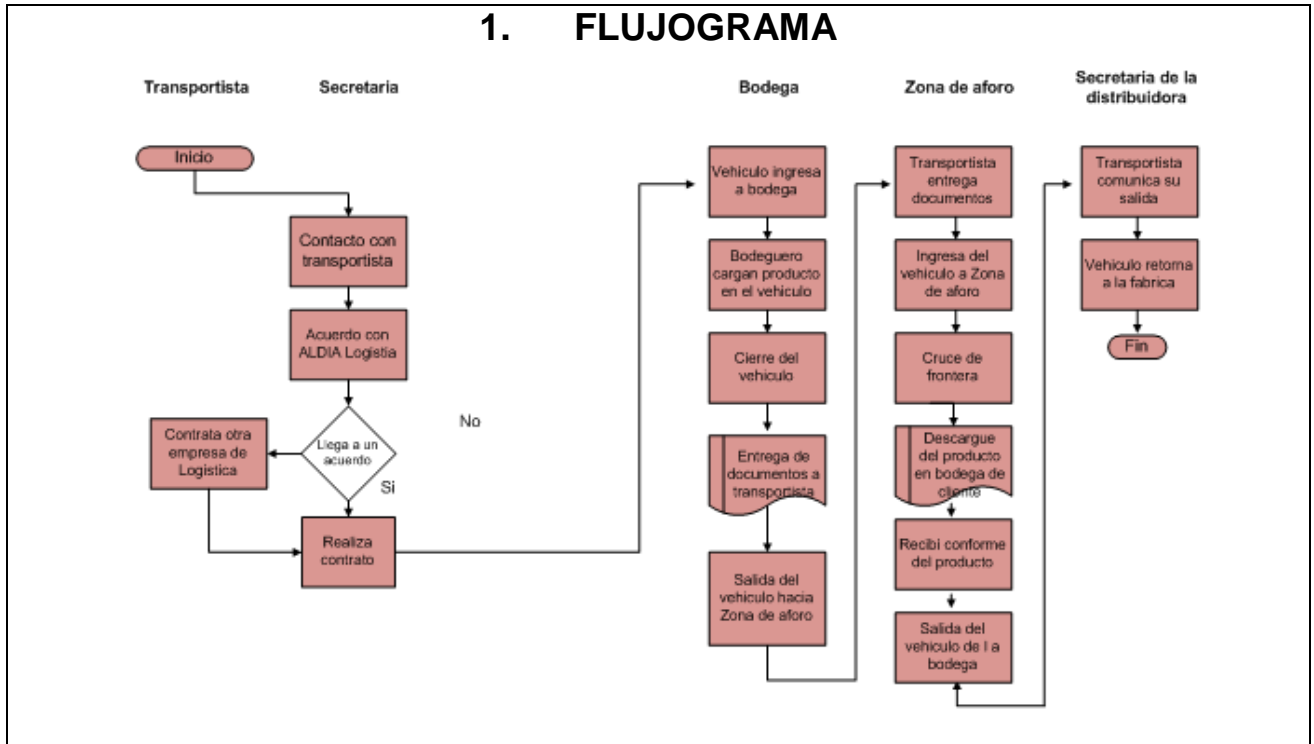 1. FLUJOGRAMA
Transportista
Secretaria
Bodega
Zona de aforo
Secretaria de la
distribuidora
Inicio
Contacto con
transportista
Acuerdo con
ALDIA Logistia
Llega a un
acuerdo
No
Si
Contrata otra
empresa de
Logistica
Realiza
contrato
Vehiculo ingresa
a bodega
Bodeguero
cargan producto
en el vehiculo
Cierre del
vehiculo
Entrega de
documentos a
transportista
Salida del
vehiculo hacia
Zona de aforo
Transportista
entrega
documentos
Ingresa del
vehiculo a Zona
de aforo
Cruce de
frontera
Descargue
del producto
en bodega de
cliente
Recibi conforme
del producto
Salida del
vehiculo de l a
bodega
Transportista
comunica su
salida
Vehiculo retorna
a la fabrica
Fin